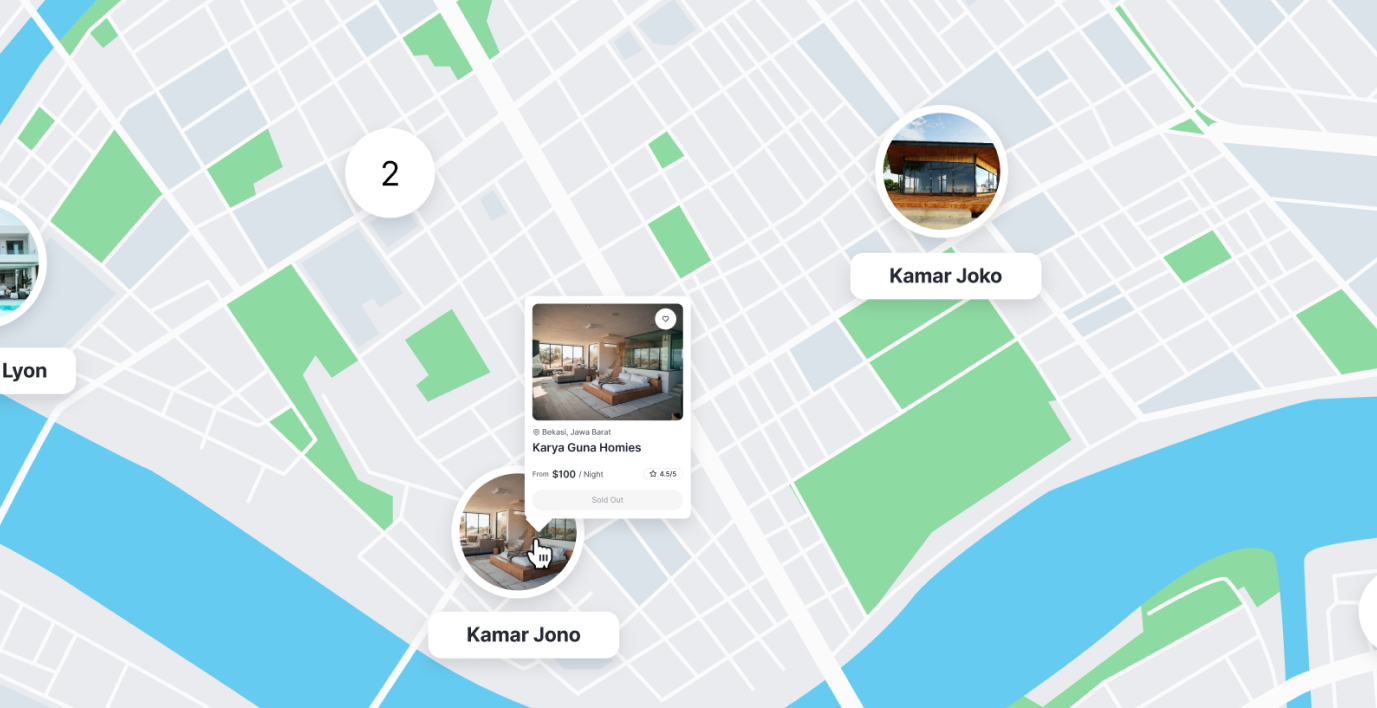 2
Kamar Joko
Lyon
Bekasi, Jawa Barat
Karya Guna Homies
From $100 / Night
4.5/5
Sold Out
Kamar Jono